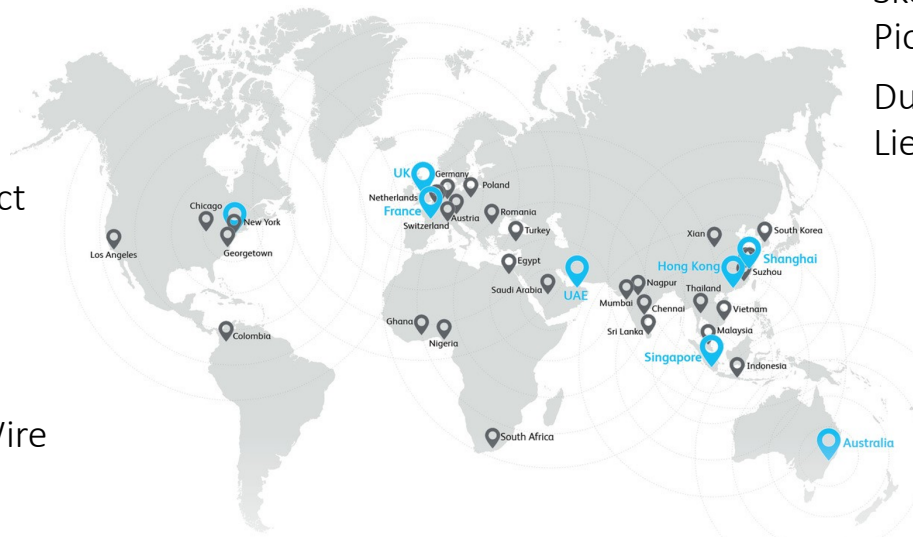 Pic
Du
Lie
ct
Vire
UK
Germany
Netherlands
Poland
France
Switzerland
Austria
Romania
Turkey
Chicago
New York
Georgetown
Los Angeles
Colombia
Egypt
Saudi Arabia
UAE
Ghana
Nigeria
South Africa
Xian
South Korea
Hong Kong
Shanghai
Suzhou
Nagpur
Mumbai
Chennai
Sri Lanka
Thailand
Vietnam
Malaysia
Singapore
Indonesia
Australia